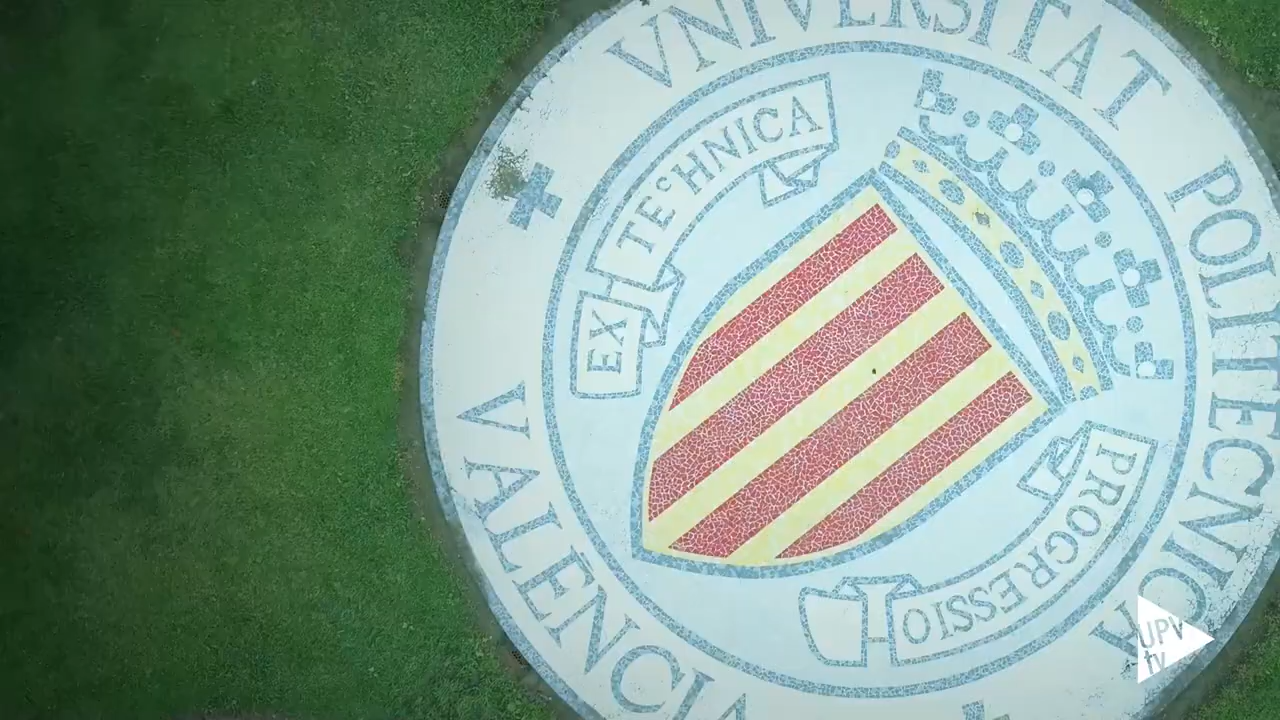 VNIVERSITAT
POLITECNICA
VALENCIA
EX TECHNICA
PROGRESSIO
UPV
tv